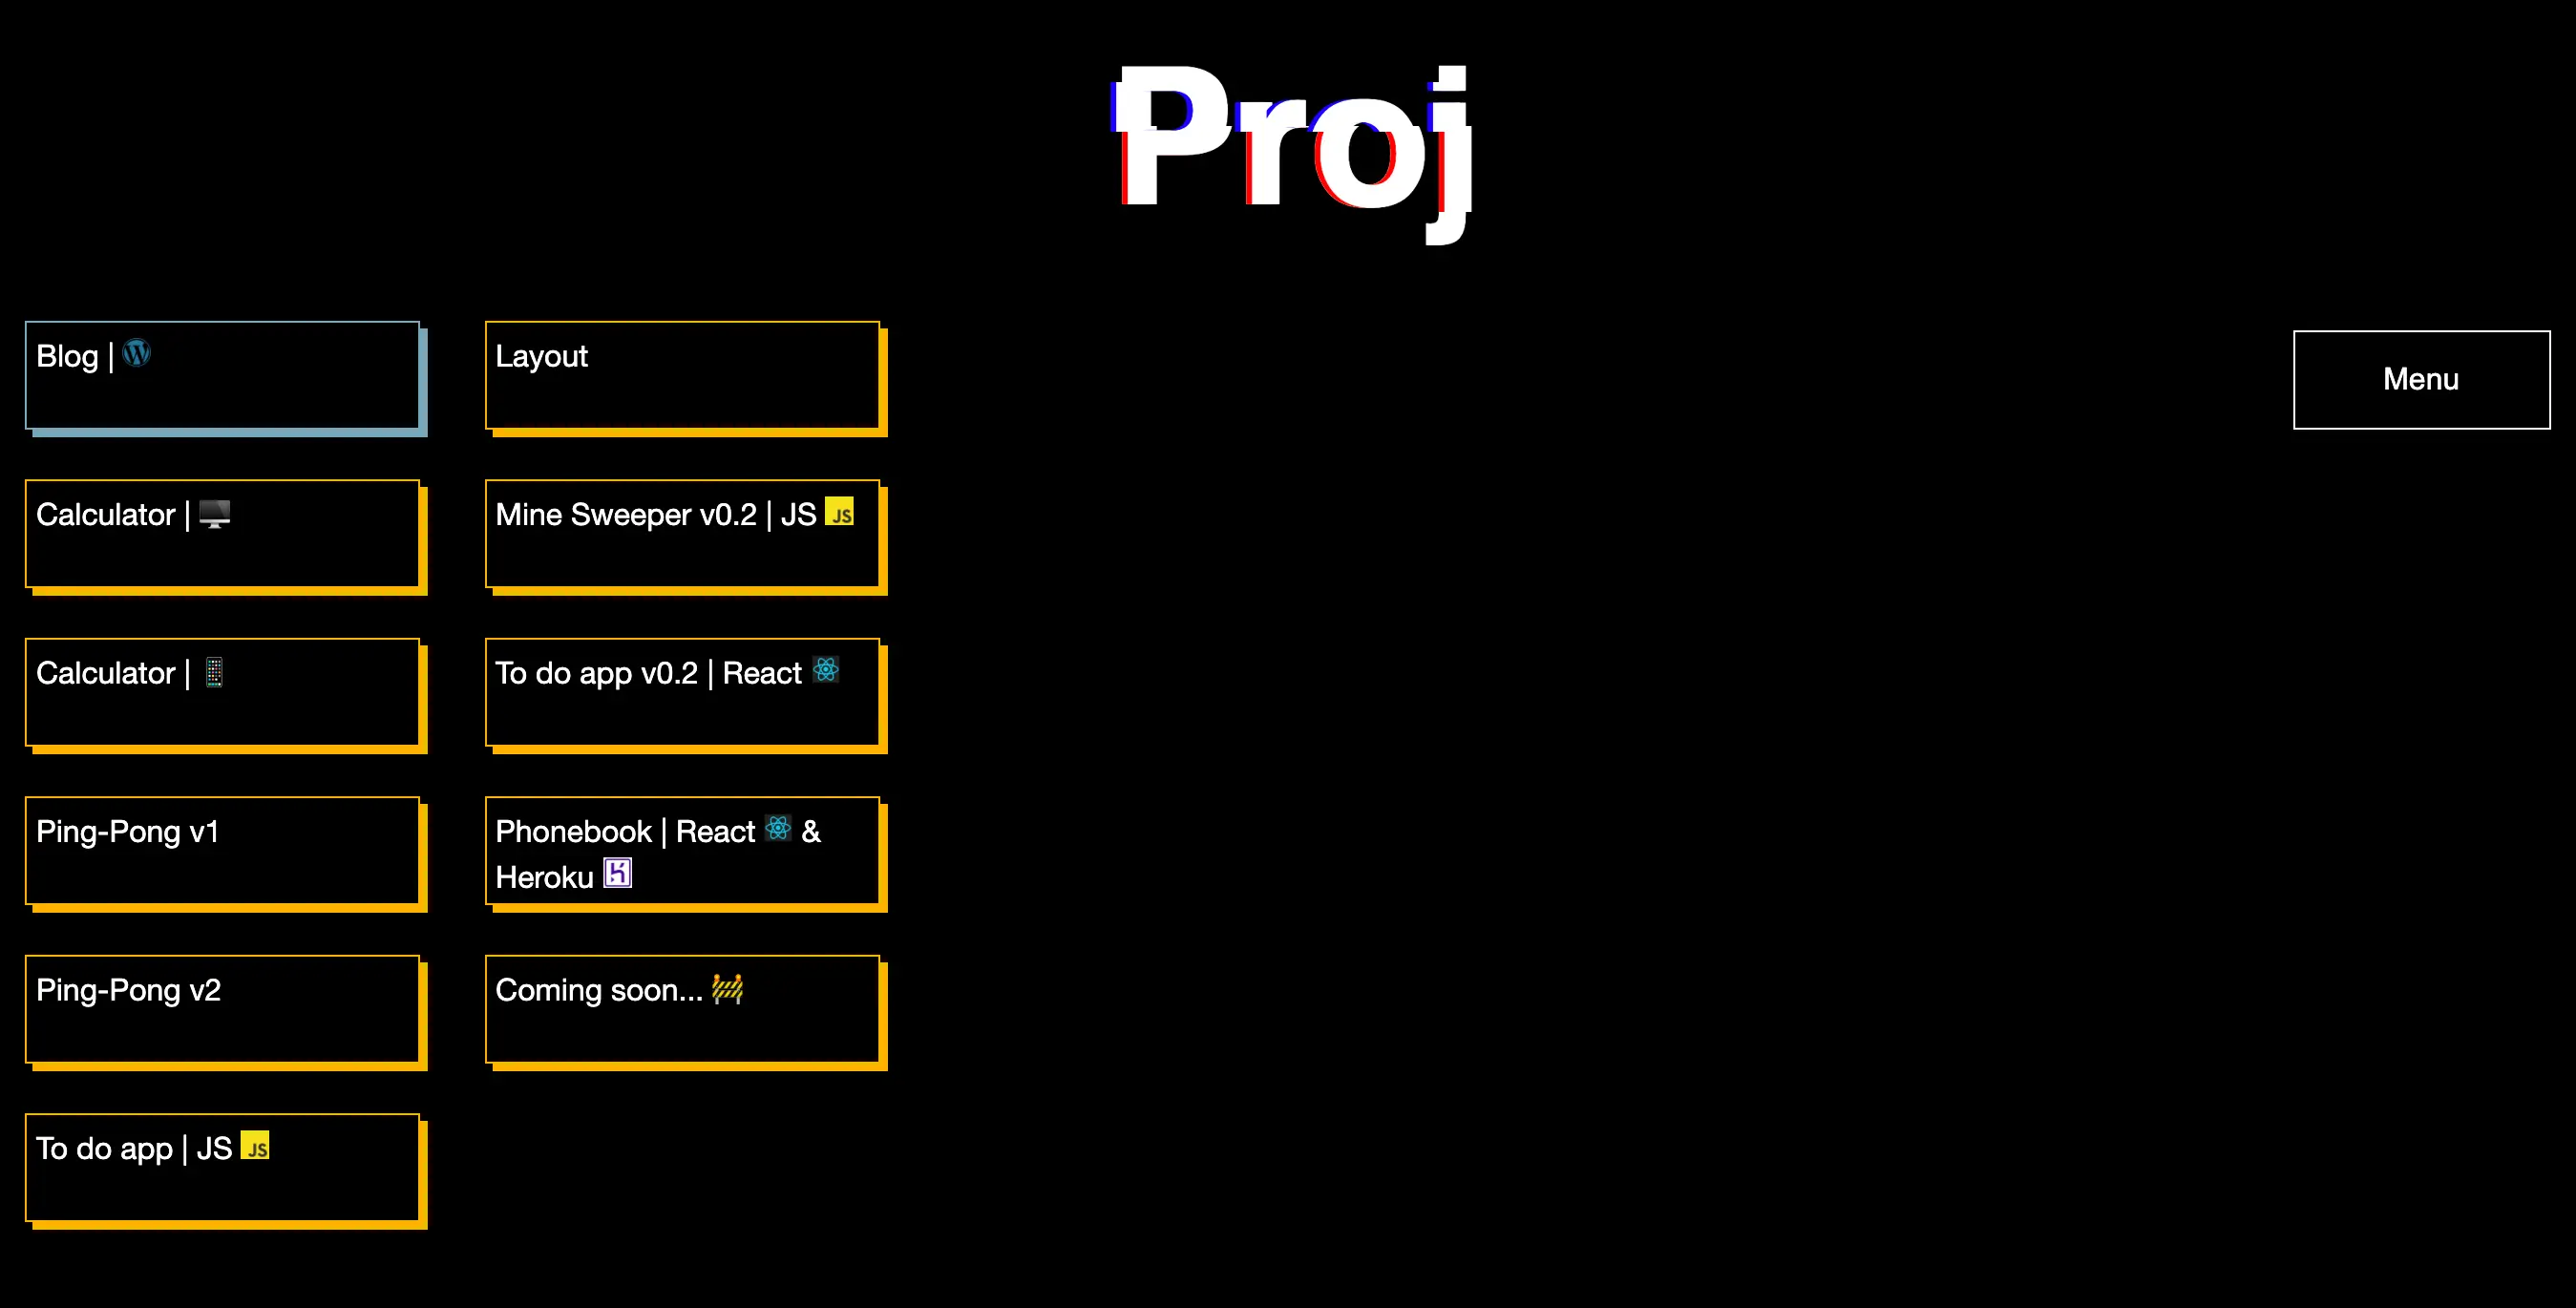 Proj
Blog |
Layout
Menu
Calculator | 🖥️
Mine Sweeper v0.2 | JS JS
Calculator | 📱
To do app v0.2 | React
Ping-Pong v1
Phonebook | React &
Heroku
Ping-Pong v2
Coming soon... 🚧
To do app | JS JS